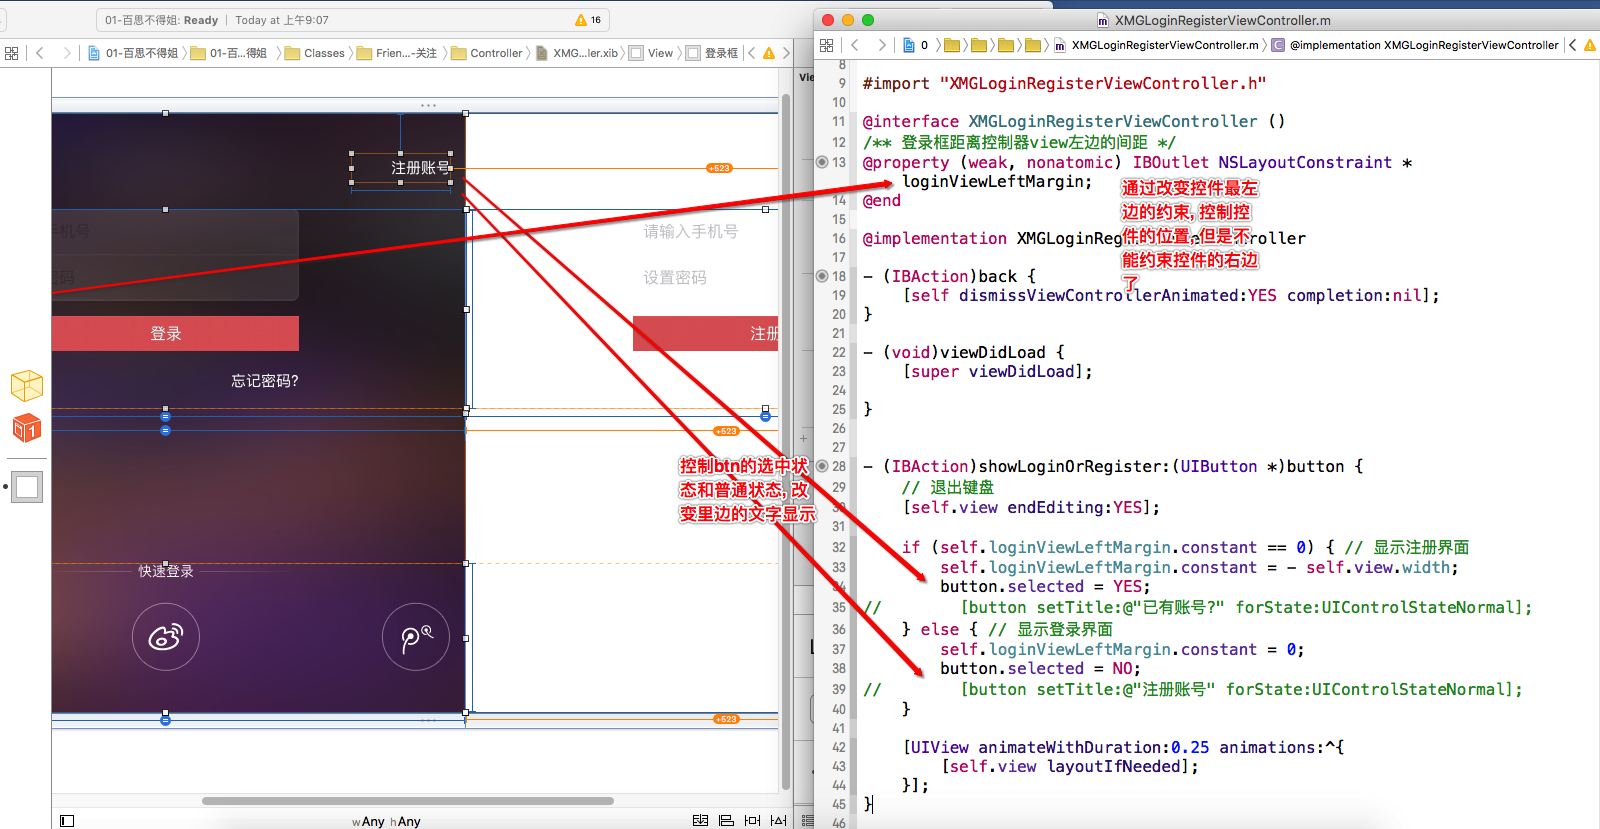 01-百思不得姐: Ready | Today at 上午9:07
16
01-百思不得姐
01-百...得姐
Classes
Frien...-关注
Controller
XMG...ler.xib
View
登录框
注册账号
+523
手机号
密码
登录
忘记密码?
请输入手机号
设置密码
注册
+523
控制btn的选中状
态和普通状态, 改
变里边的文字显示
快速登录
+523
wAny hAny
Vie
XMGLoginRegisterViewController.m
0
XMGLoginRegisterViewController.m
@implementation XMGLoginRegisterViewController
8
9 #import "XMGLoginRegisterViewController.h"
10
11 @interface XMGLoginRegisterViewController ()
12 /** 登录框距离控制器view左边的间距 */
13 @property (weak, nonatomic) IBOutlet NSLayoutConstraint *
loginViewLeftMargin;
14 @end
15
16 @implementation XMGLoginRegisterViewController
17
18 - (IBAction)back {
19 [self dismissViewControllerAnimated:YES completion:nil];
20 }
21
22 - (void)viewDidLoad {
23 [super viewDidLoad];
24
25 }
26
27
28 - (IBAction)showLoginOrRegister:(UIButton *)button {
29 // 退出键盘
30 [self.view endEditing:YES];
31
32 if (self.loginViewLeftMargin.constant == 0) { // 显示注册界面
33 self.loginViewLeftMargin.constant = - self.view.width;
34 button.selected = YES;
35 // [button setTitle:@"已有账号?" forState:UIControlStateNormal];
36 } else { // 显示登录界面
37 self.loginViewLeftMargin.constant = 0;
38 button.selected = NO;
39 // [button setTitle:@"注册账号" forState:UIControlStateNormal];
40 }
41
42 [UIView animateWithDuration:0.25 animations:^{
43 [self.view layoutIfNeeded];
44 }];
45 }
46
通过改变控件最左
边的约束, 控制控
件的位置, 但是不
能约束控件的右边
了